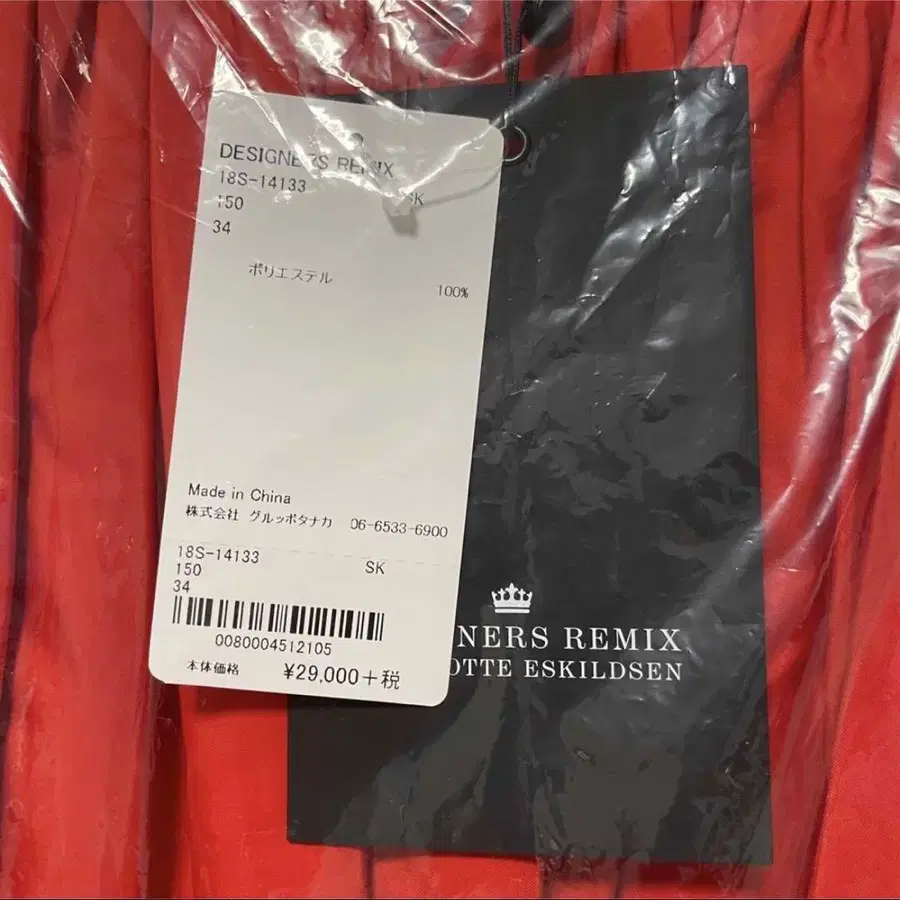 DESIGNERS REMIX
18S-14133
SK
150
34
ポリエステル
100%
Made in China
株式会社 グルッポタナカ 06-6533-6900
18S-14133
SK
150
34
0080004512105
本体価格 ¥29,000+税
NERS REMIX
OTTE ESKILDSEN